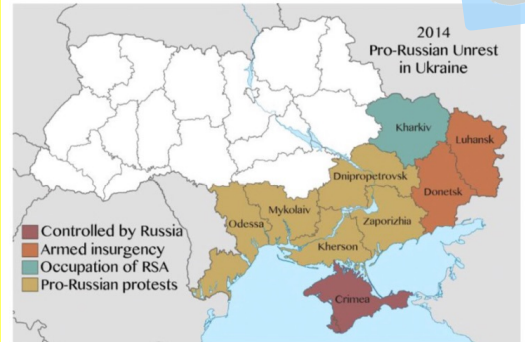 2014
Pro-Russian Unrest
in Ukraine
Kharkiv
Luhansk
Dnipropetrovsk
Donetsk
Mykolaiv
Odessa
Zaporizhia
Kherson
Controlled by Russia
Armed insurgency
Occupation of RSA
Pro-Russian protests
Crimea